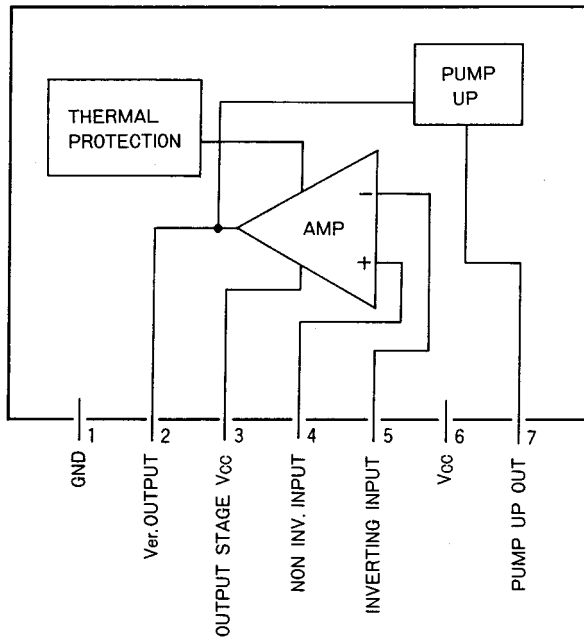 PUMP
UP
THERMAL
PROTECTION
AMP
−
+
1 2 3 4 5 6 7
GND
Ver. OUTPUT
OUTPUT STAGE Vcc
NON INV. INPUT
INVERTING INPUT
Vcc
PUMP UP OUT